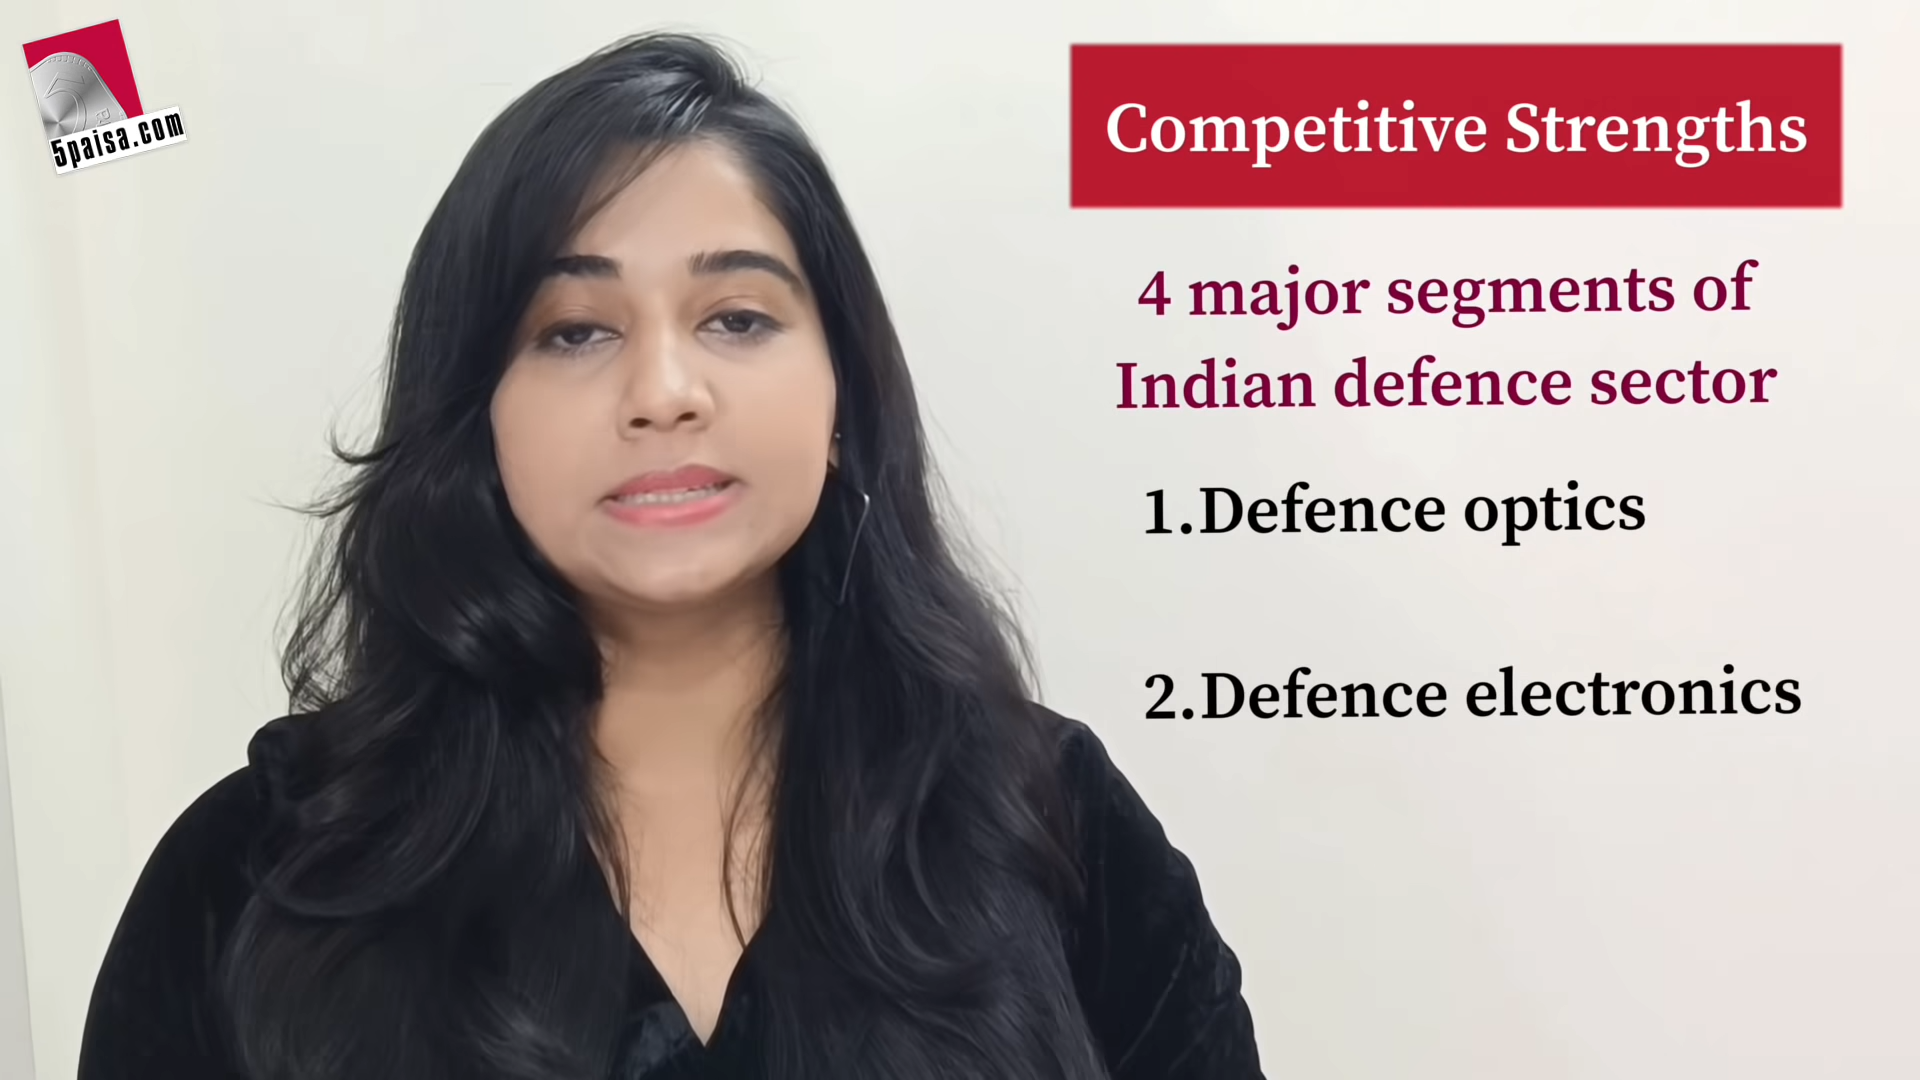 5paisa.com
Competitive Strengths
4 major segments of
Indian defence sector
1.Defence optics
2.Defence electronics